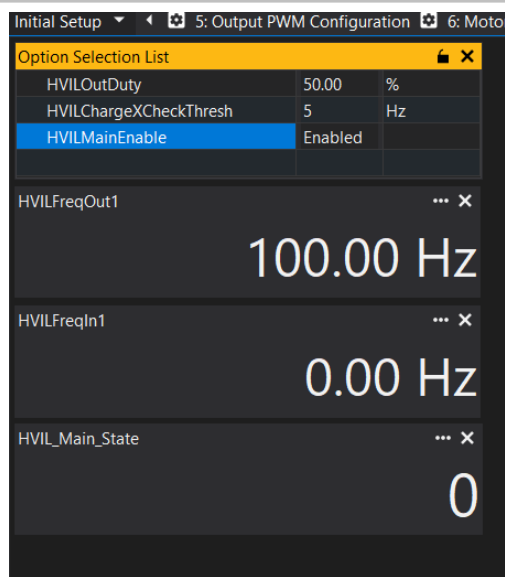 Initial Setup 5: Output PWM Configuration 6: Moto
Option Selection List
HVILOutDuty 50.00 %
HVILChargeXCheckThresh 5 Hz
HVILMainEnable Enabled
HVILFreqOut1
100.00 Hz
HVILFreqIn1
0.00 Hz
HVIL_Main_State
0